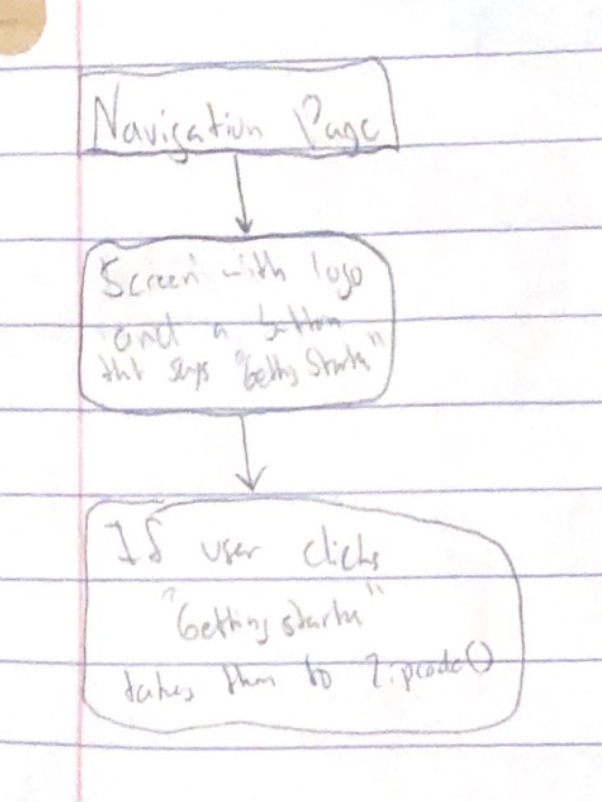 Navigation Page
Screen with logo
and a button
that says "Getting Started"
If user clicks
"Getting started"
takes them to Zipcode()